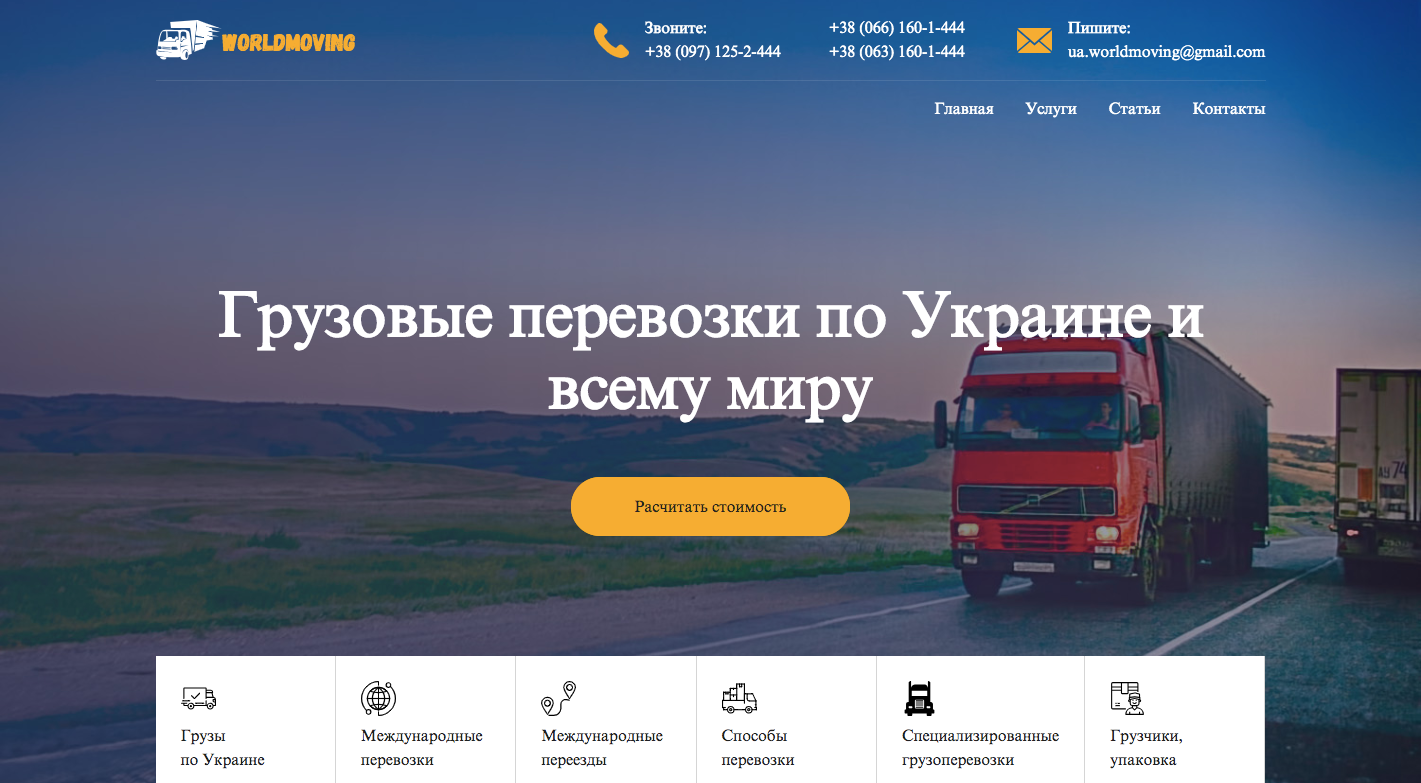 WORLDMOVING
Звоните:
+38 (097) 125-2-444
+38 (066) 160-1-444
+38 (063) 160-1-444
Пишите:
ua.worldmoving@gmail.com
Главная Услуги Статьи Контакты
Грузовые перевозки по Украине и
всему миру
Расчитать стоимость
Грузы
по Украине
Международные
перевозки
Международные
переезды
Способы
перевозки
Специализированные
грузоперевозки
Грузчики,
упаковка